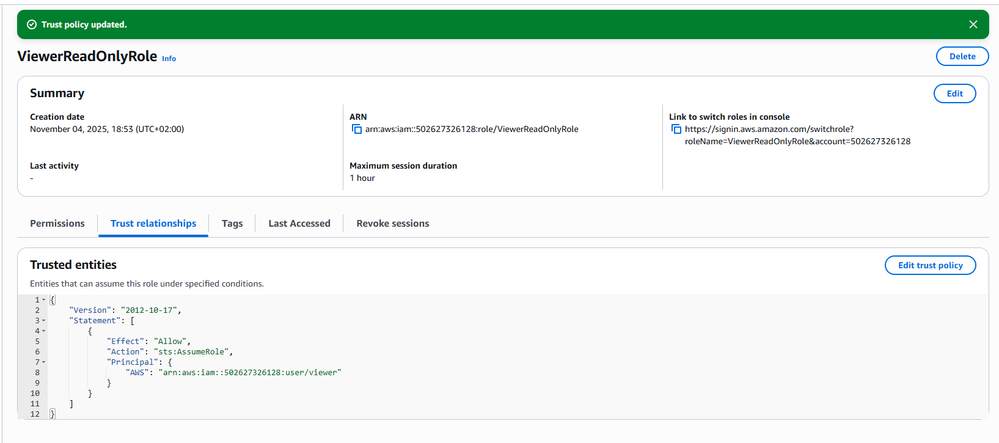 Trust policy updated.
ViewerReadOnlyRole Info
Delete
Summary
Edit
Creation date
November 04, 2025, 18:53 (UTC+02:00)
ARN
arn:aws:iam::502627326128:role/ViewerReadOnlyRole
Link to switch roles in console
https://signin.aws.amazon.com/switchrole?
roleName=ViewerReadOnlyRole&account=502627326128
Last activity
-
Maximum session duration
1 hour
Permissions
Trust relationships
Tags
Last Accessed
Revoke sessions
Trusted entities
Edit trust policy
Entities that can assume this role under specified conditions.
1 {
2 "Version": "2012-10-17",
3 "Statement": [
4 {
5 "Effect": "Allow",
6 "Action": "sts:AssumeRole",
7 "Principal": {
8 "AWS": "arn:aws:iam::502627326128:user/viewer"
9 }
10 }
11 ]
12 }